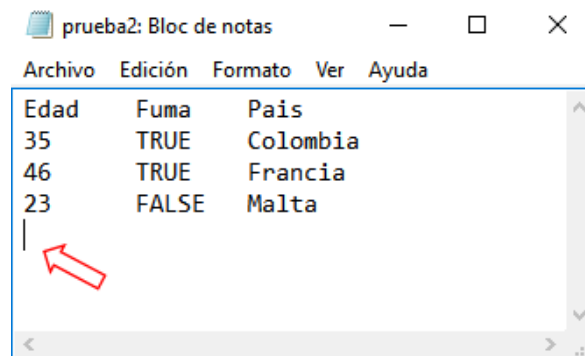 prueba2: Bloc de notas
Archivo Edición Formato Ver Ayuda
Edad Fuma Pais
35 TRUE Colombia
46 TRUE Francia
23 FALSE Malta